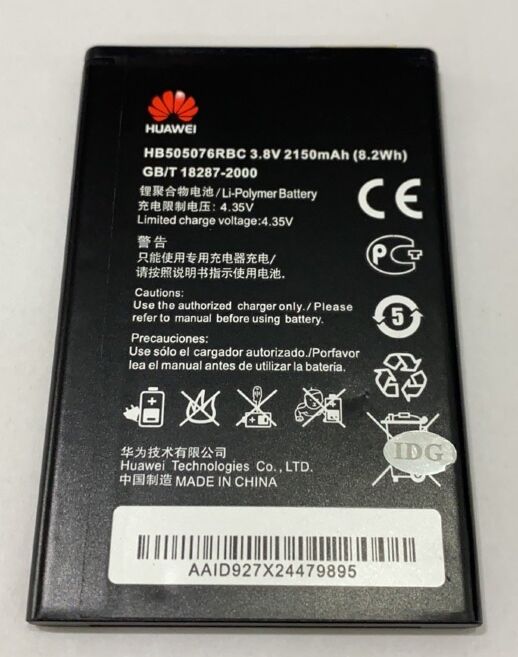 HUAWEI
HB505076RBC 3.8V 2150mAh (8.2Wh)
GB/T 18287-2000
锂聚合物电池/Li-Polymer Battery
充电限制电压: 4.35V
Limited charge voltage:4.35V
CE
警告
只能使用专用充电器充电/
请按照说明书指示使用电池.
PCT
Cautions:
Use the authorized charger only./ Please
refer to manual before using battery.
5
Precauciones:
Use sólo el cargador autorizado./Porfavor
lea el manual antes de utilizar la batería.
IDG
华为技术有限公司
Huawei Technologies Co., LTD.
中国制造 MADE IN CHINA
AAID927X24479895